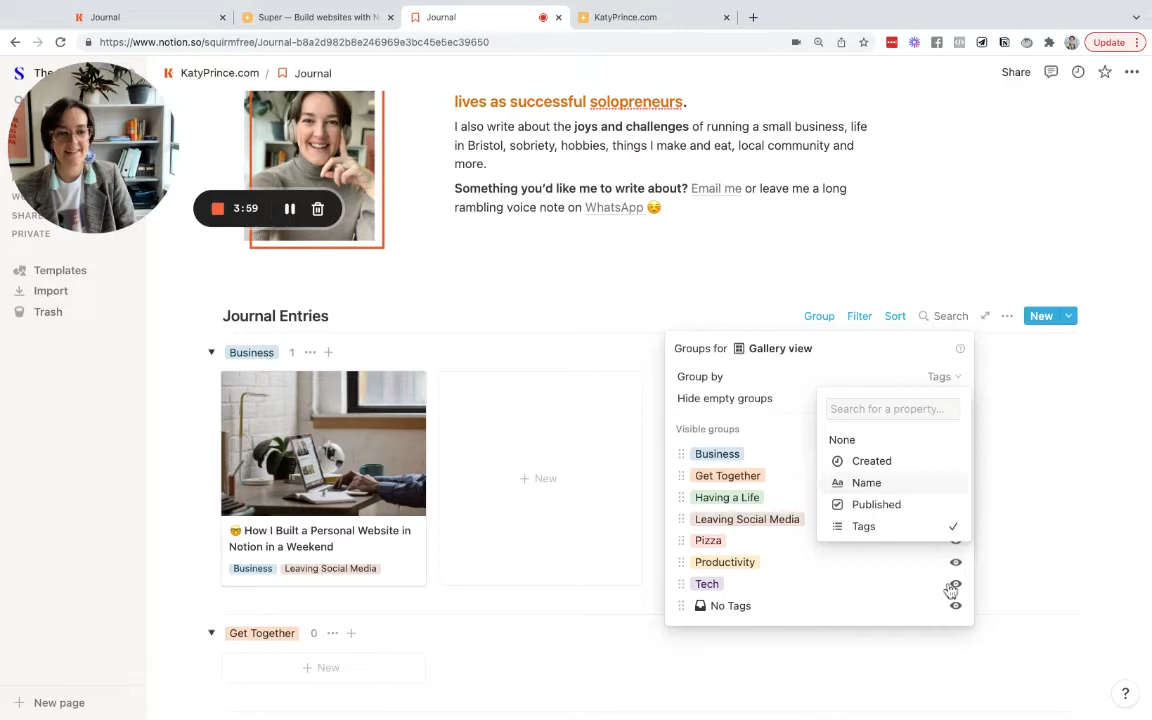 Journal
Super — Build websites with N
Journal
KatyPrince.com
https://www.notion.so/squirmfree/Journal-b8a2d982b8e246969e3bc45e5ec39650
Update
S
The
KatyPrince.com / Journal
Share
lives as successful solopreneurs.
I also write about the joys and challenges of running a small business, life
in Bristol, sobriety, hobbies, things I make and eat, local community and
more.
Something you'd like me to write about? Email me or leave me a long
rambling voice note on WhatsApp ☺️
3:59
SHARE
PRIVATE
Templates
Import
Trash
Journal Entries
Group
Filter
Sort
Search
New
Business 1
Groups for Gallery view
Group by
Tags
Hide empty groups
Search for a property...
Visible groups
None
Business
Created
Get Together
Name
Having a Life
Published
Leaving Social Media
Tags
Pizza
Productivity
Tech
No Tags
+ New
🤓 How I Built a Personal Website in
Notion in a Weekend
Business Leaving Social Media
Get Together 0
+ New
+ New page
?